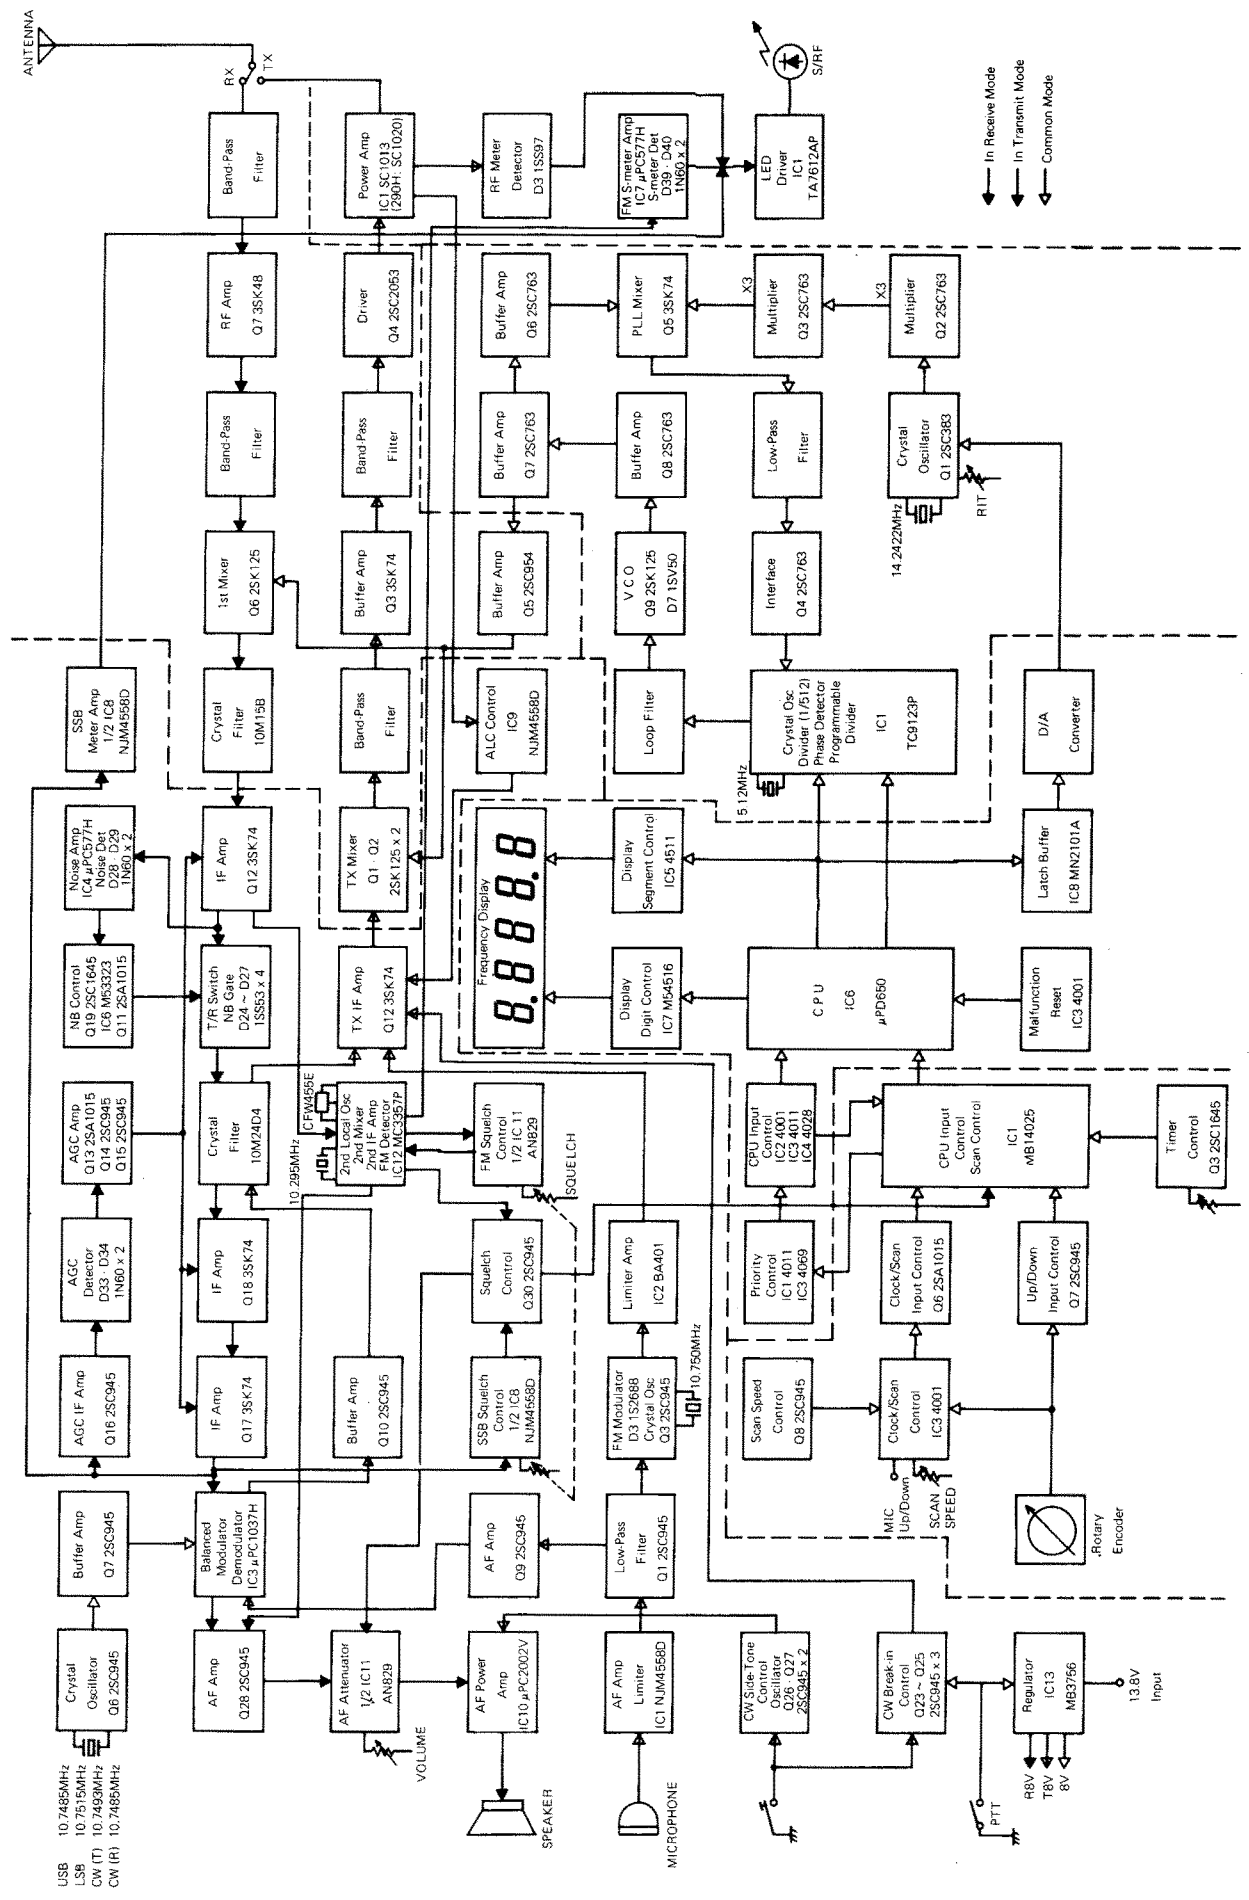 USB 10.7485MHz
LSB 10.7515MHz
CW (T) 10.7493MHz
CW (R) 10.7485MHz
Crystal
Oscillator
Q6 2SC945
Buffer Amp
Q7 2SC945
AGC IF Amp
Q16 2SC945
AGC
Detector
D33 · D34
1N60 x 2
AGC Amp
Q13 2SA1015
Q14 2SC945
Q15 2SC945
NB Control
Q19 2SC1645
IC6 M53323
Q11 2SA1015
Noise Amp
IC4 μPC577H
Noise Det
D28 · D29
1N60 x 2
SSB
Meter Amp
1/2 IC8
NJM4558D
ANTENNA
AF Amp
Q28 2SC945
Balanced
Modulator
Demodulator
IC3 μPC1037H
IF Amp
Q17 3SK74
IF Amp
Q18 3SK74
Crystal
Filter
10M24D4
T/R Switch
NB Gate
D24 ~ D27
1SS53 x 4
IF Amp
Q12 3SK74
Crystal
Filter
10M15B
1st Mixer
Q6 2SK125
Band-Pass
Filter
RF Amp
Q7 3SK48
Band-Pass
Filter
RX
TX
VOLUME
AF Attenuator
1/2 IC11
AN829
Buffer Amp
Q10 2SC945
10.295MHz
CFW455E
2nd Local Osc
2nd Mixer
2nd IF Amp
FM Detector
IC12 MC3357P
TX IF Amp
Q12 3SK74
TX Mixer
Q1 · Q2
2SK125 x 2
Band-Pass
Filter
Buffer Amp
Q3 3SK74
Band-Pass
Filter
Driver
Q4 2SC2053
Power Amp
IC1 SC1013
(290H: SC1020)
SPEAKER
AF Power
Amp
IC10 μPC2002V
AF Amp
Q9 2SC945
SSB Squelch
Control
1/2 IC8
NJM4558D
Squelch
Control
Q30 2SC945
FM Squelch
Control
1/2 IC 11
AN829
SQUELCH
Frequency Display
8.888.8
ALC Control
IC9
NJM4558D
Buffer Amp
Q5 2SC954
Buffer Amp
Q7 2SC763
Buffer Amp
Q6 2SC763
RF Meter
Detector
D3 1SS97
MICROPHONE
AF Amp
Limiter
IC1 NJM4558D
Low-Pass
Filter
Q1 2SC945
FM Modulator
D3 1S2688
Crystal Osc
Q3 2SC945
10.750MHz
Limiter Amp
IC2 BA401
Display
Digit Control
IC7 M54516
Display
Segment Control
IC5 4511
Loop Filter
V C O
Q9 2SK125
D7 1SV50
Buffer Amp
Q8 2SC763
PLL Mixer
Q5 3SK74
FM S-meter Amp
IC7 μPC577H
S-meter Det
D39 · D40
1N60 x 2
CW Side-Tone
Control
Oscillator
Q26 · Q27
2SC945 x 2
Scan Speed
Control
Q8 2SC945
Priority
Control
IC1 4011
IC3 4069
CPU Input
Control
IC2 4001
IC3 4011
IC4 4028
C P U
IC6
μPD650
5.12MHz
Crystal Osc
Divider (1/512)
Phase Detector
Programmable
Divider
IC1
TC9123P
Interface
Q4 2SC763
Low-Pass
Filter
X3
Multiplier
Q3 2SC763
LED
Driver
IC1
TA7612AP
S/RF
CW Break-in
Control
Q23 ~ Q25
2SC945 x 3
MIC
Up/Down
SCAN
SPEED
Clock/Scan
Control
IC3 4001
Clock/Scan
Input Control
Q6 2SA1015
CPU Input
Control
Scan Control
IC1
MB14025
14.2422MHz
Crystal
Oscillator
Q1 2SC383
RIT
X3
Multiplier
Q2 2SC763
PTT
R8V
T8V
8V
Regulator
IC13
MB3756
13.8V
Input
Rotary
Encoder
Up/Down
Input Control
Q7 2SC945
Timer
Control
Q3 2SC1645
Malfunction
Reset
IC3 4001
Latch Buffer
IC8 MN2101A
D/A
Converter
In Receive Mode
In Transmit Mode
Common Mode